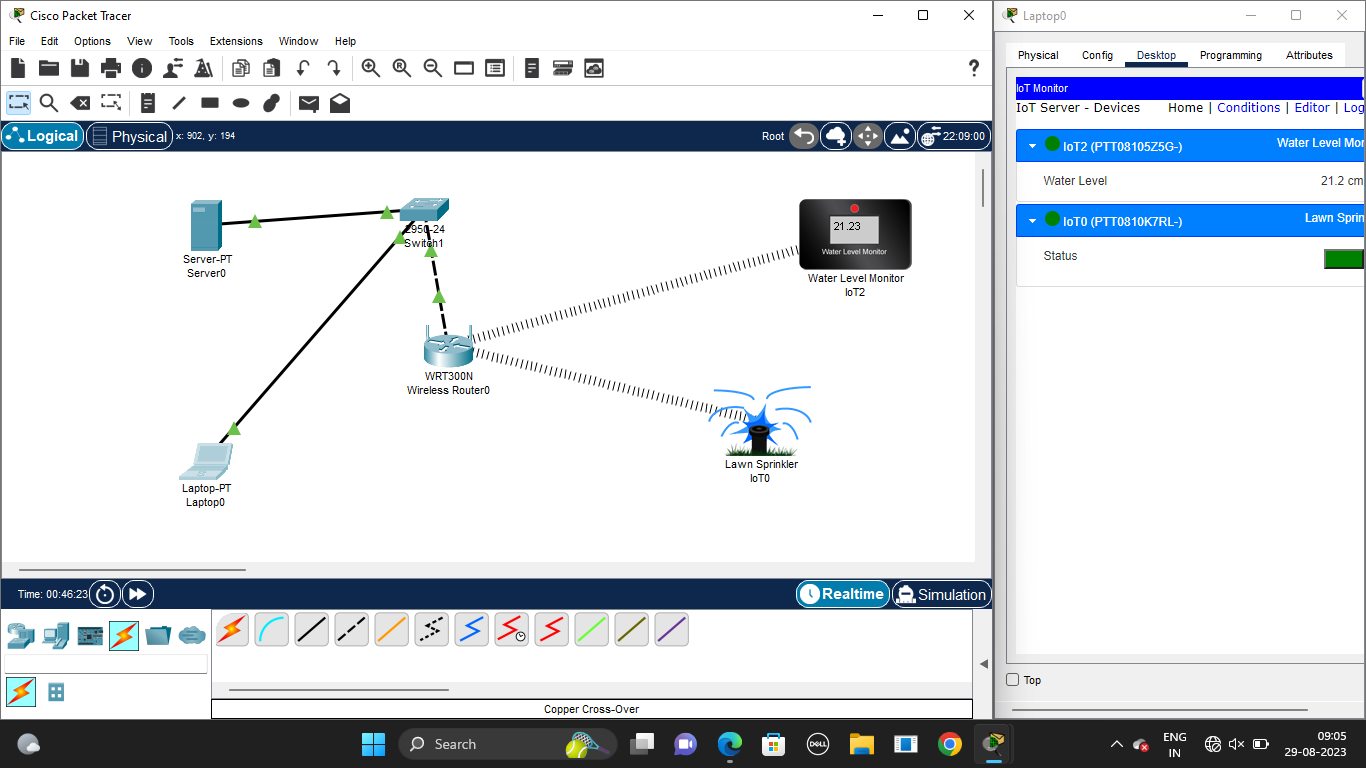 Cisco Packet Tracer
File Edit Options View Tools Extensions Window Help
Logical Physical x: 902, y: 194 Root 22:09:00
2950-24
Switch1
Server-PT
Server0
21.23
Water Level Monitor
Water Level Monitor
IoT2
WRT300N
Wireless Router0
Lawn Sprinkler
IoT0
Laptop-PT
Laptop0
Time: 00:46:23 Realtime Simulation
Copper Cross-Over
Laptop0
Physical Config Desktop Programming Attributes
IoT Monitor
IoT Server - Devices Home | Conditions | Editor | Log
IoT2 (PTT08105Z5G-) Water Level Mor
Water Level 21.2 cm
IoT0 (PTT0810K7RL-) Lawn Sprin
Status
Top
Search DELL ENG
IN
09:05
29-08-2023